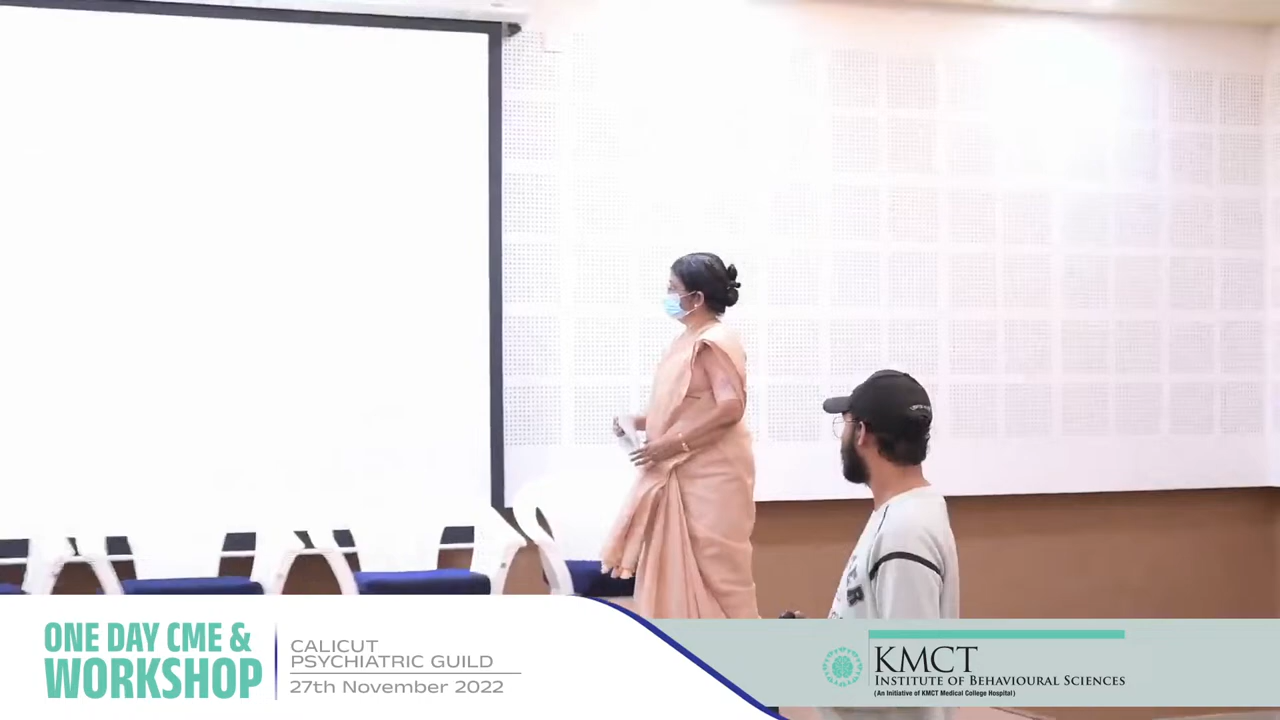 ONE DAY CME &
WORKSHOP
CALICUT
PSYCHIATRIC GUILD
27th November 2022
KMCT
INSTITUTE OF BEHAVIOURAL SCIENCES
(An Initiative of KMCT Medical College Hospital)